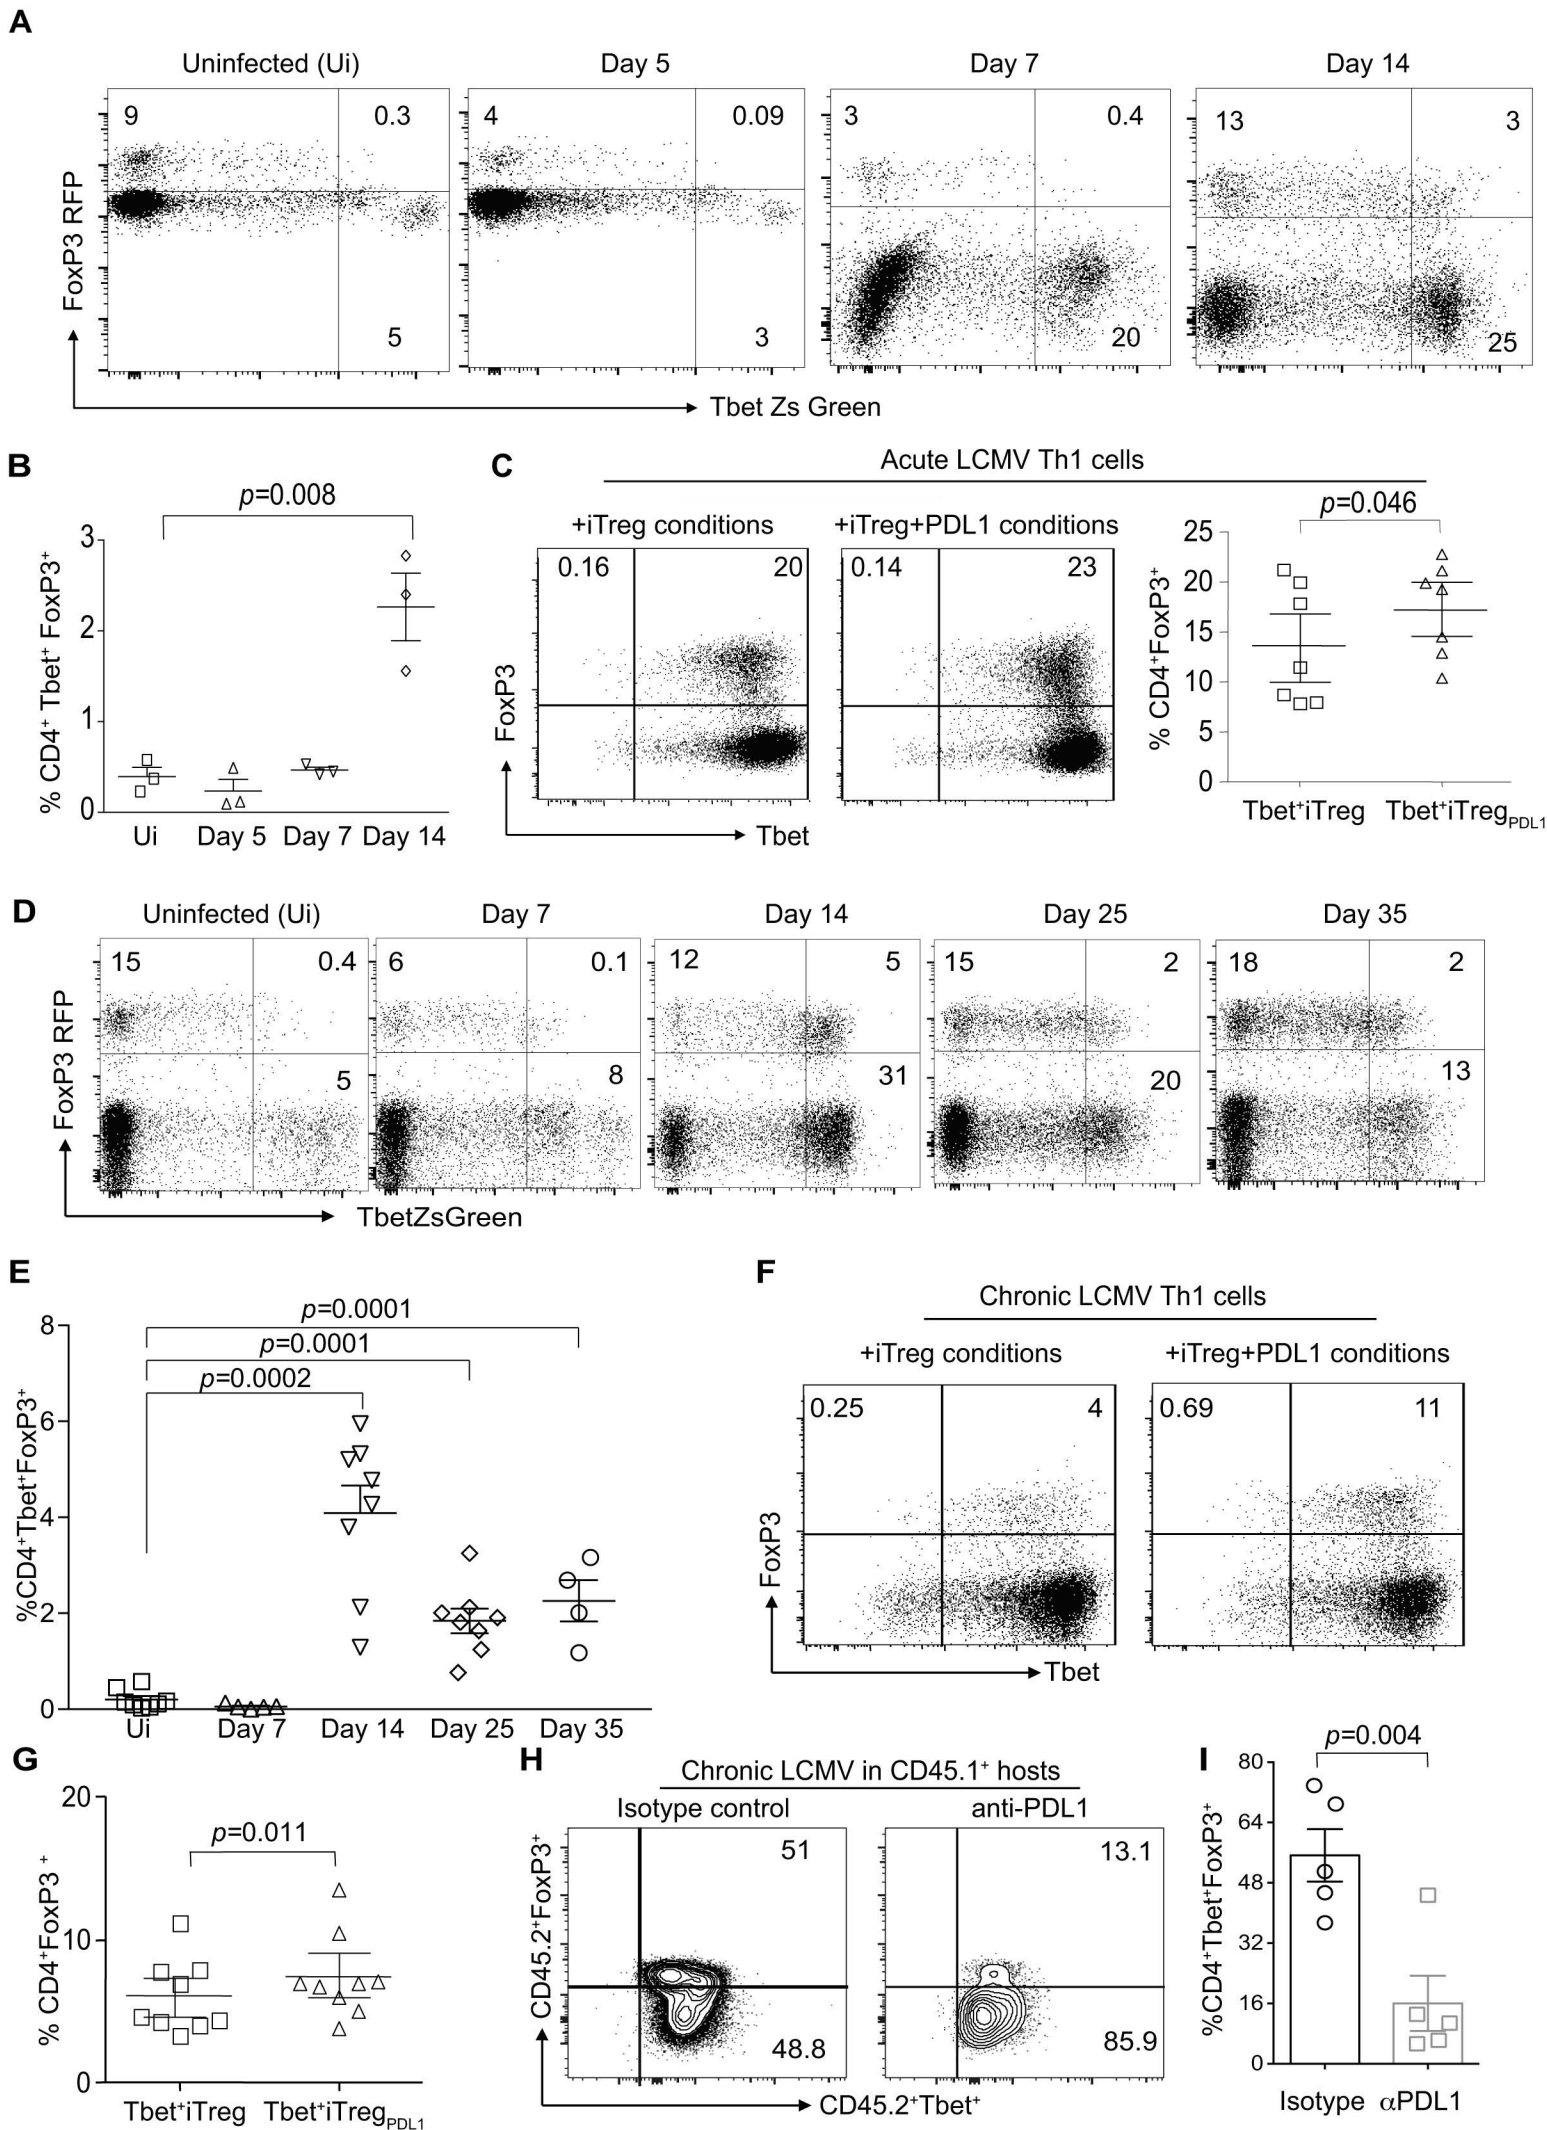 A
Uninfected (Ui)
Day 5
Day 7
Day 14
9
0.3
4
0.09
3
0.4
13
3
5
3
20
25
FoxP3 RFP
Tbet Zs Green
B
p=0.008
% CD4⁺ Tbet⁺ FoxP3⁺
3
2
1
0
Ui
Day 5
Day 7
Day 14
C
Acute LCMV Th1 cells
+iTreg conditions
+iTreg+PDL1 conditions
0.16
20
0.14
23
FoxP3
Tbet
p=0.046
% CD4⁺FoxP3⁺
25
20
15
10
5
0
Tbet⁺iTreg
Tbet⁺iTreg_PDL1
D
Uninfected (Ui)
Day 7
Day 14
Day 25
Day 35
15
0.4
6
0.1
12
5
15
2
18
2
5
8
31
20
13
FoxP3 RFP
TbetZsGreen
E
p=0.0001
p=0.0001
p=0.0002
%CD4⁺Tbet⁺FoxP3⁺
8
6
4
2
0
Ui
Day 7
Day 14
Day 25
Day 35
F
Chronic LCMV Th1 cells
+iTreg conditions
+iTreg+PDL1 conditions
0.25
4
0.69
11
FoxP3
Tbet
G
p=0.011
% CD4⁺FoxP3⁺
20
10
0
Tbet⁺iTreg
Tbet⁺iTreg_PDL1
H
Chronic LCMV in CD45.1⁺ hosts
Isotype control
anti-PDL1
51
13.1
48.8
85.9
CD45.2⁺FoxP3⁺
CD45.2⁺Tbet⁺
I
p=0.004
%CD4⁺Tbet⁺FoxP3⁺
80
64
48
32
16
0
Isotype
αPDL1